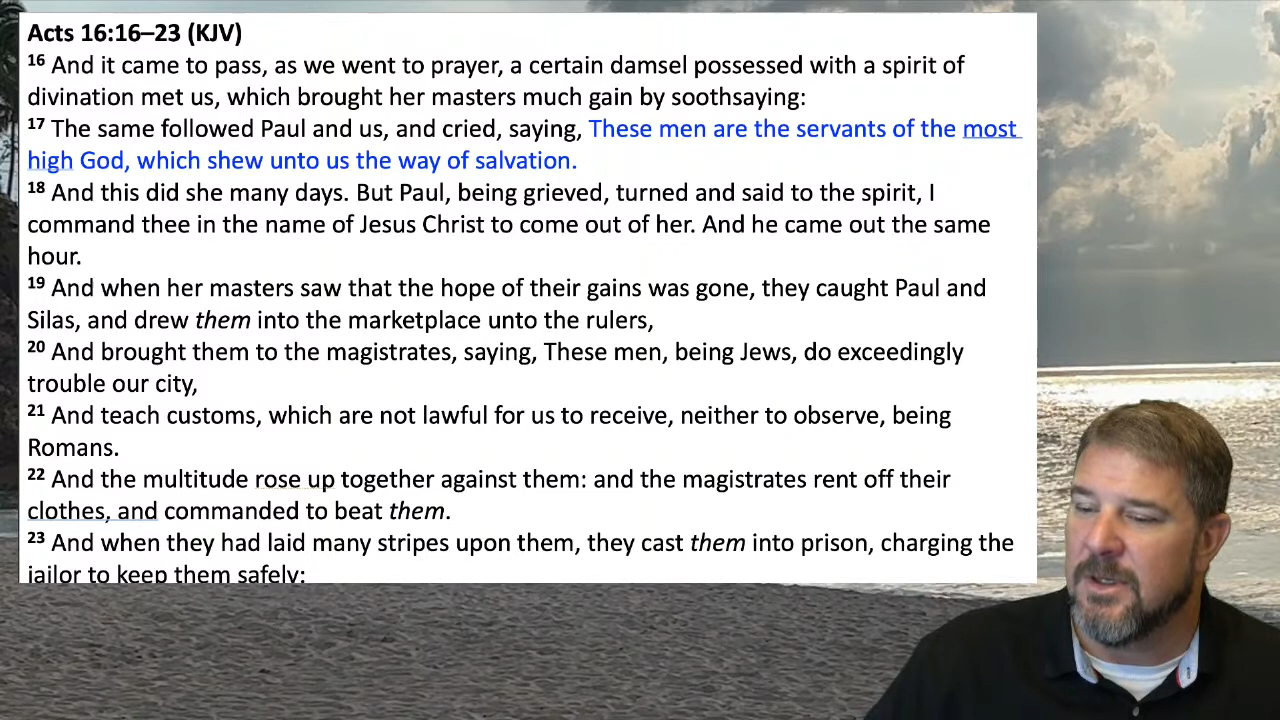 Acts 16:16–23 (KJV)
16 And it came to pass, as we went to prayer, a certain damsel possessed with a spirit of
divination met us, which brought her masters much gain by soothsaying:
17 The same followed Paul and us, and cried, saying, These men are the servants of the most
high God, which shew unto us the way of salvation.
18 And this did she many days. But Paul, being grieved, turned and said to the spirit, I
command thee in the name of Jesus Christ to come out of her. And he came out the same
hour.
19 And when her masters saw that the hope of their gains was gone, they caught Paul and
Silas, and drew them into the marketplace unto the rulers,
20 And brought them to the magistrates, saying, These men, being Jews, do exceedingly
trouble our city,
21 And teach customs, which are not lawful for us to receive, neither to observe, being
Romans.
22 And the multitude rose up together against them: and the magistrates rent off their
clothes, and commanded to beat them.
23 And when they had laid many stripes upon them, they cast them into prison, charging the
jailor to keep them safely: